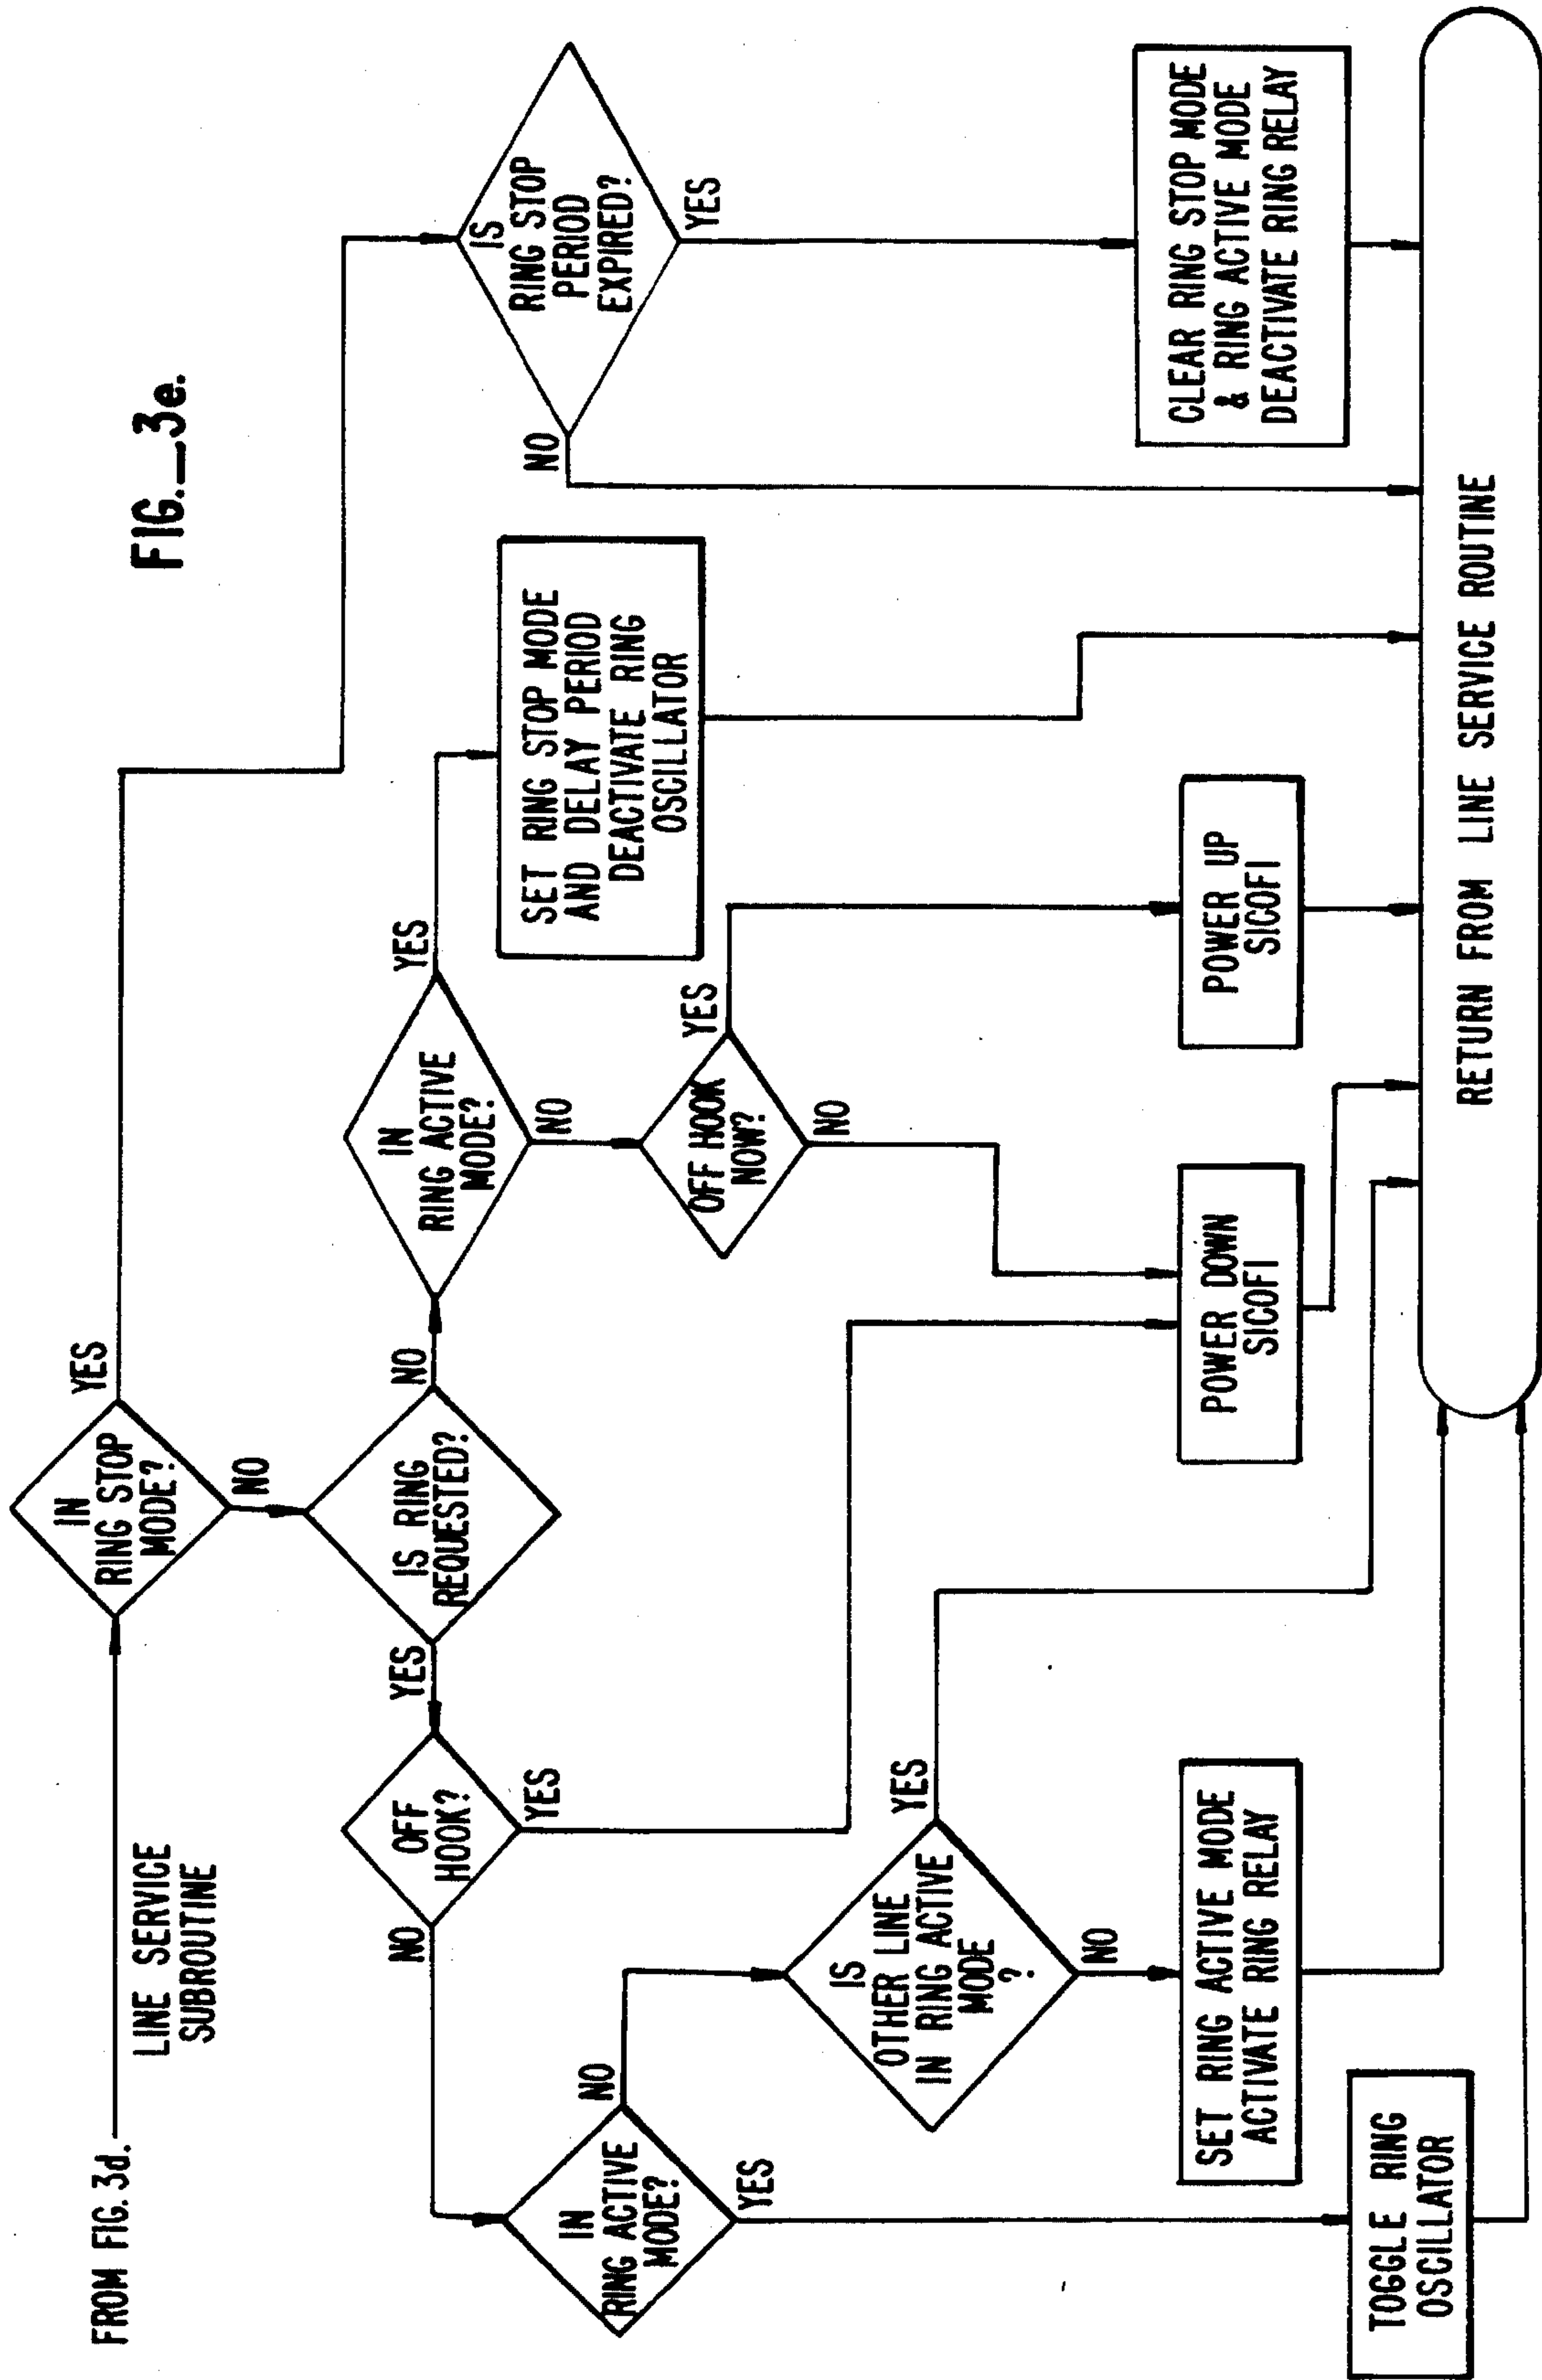 FIG._3e.
FROM FIG. 3d.
LINE SERVICE
SUBROUTINE
IN
RING STOP
MODE?
YES
NO
IS RING
REQUESTED?
YES
NO
OFF
HOOK?
NO
YES
IN
RING ACTIVE
MODE?
YES
NO
IS
RING STOP
PERIOD
EXPIRED?
NO
YES
IN
RING ACTIVE
MODE?
NO
YES
SET RING STOP MODE
AND DELAY PERIOD
DEACTIVATE RING
OSCILLATOR
OFF HOOK
NOW?
YES
NO
IS
OTHER LINE
IN RING ACTIVE
MODE
?
YES
NO
SET RING ACTIVE MODE
ACTIVATE RING RELAY
POWER DOWN
SICOFI
POWER UP
SICOFI
CLEAR RING STOP MODE
& RING ACTIVE MODE
DEACTIVATE RING RELAY
TOGGLE RING
OSCILLATOR
RETURN FROM LINE SERVICE ROUTINE